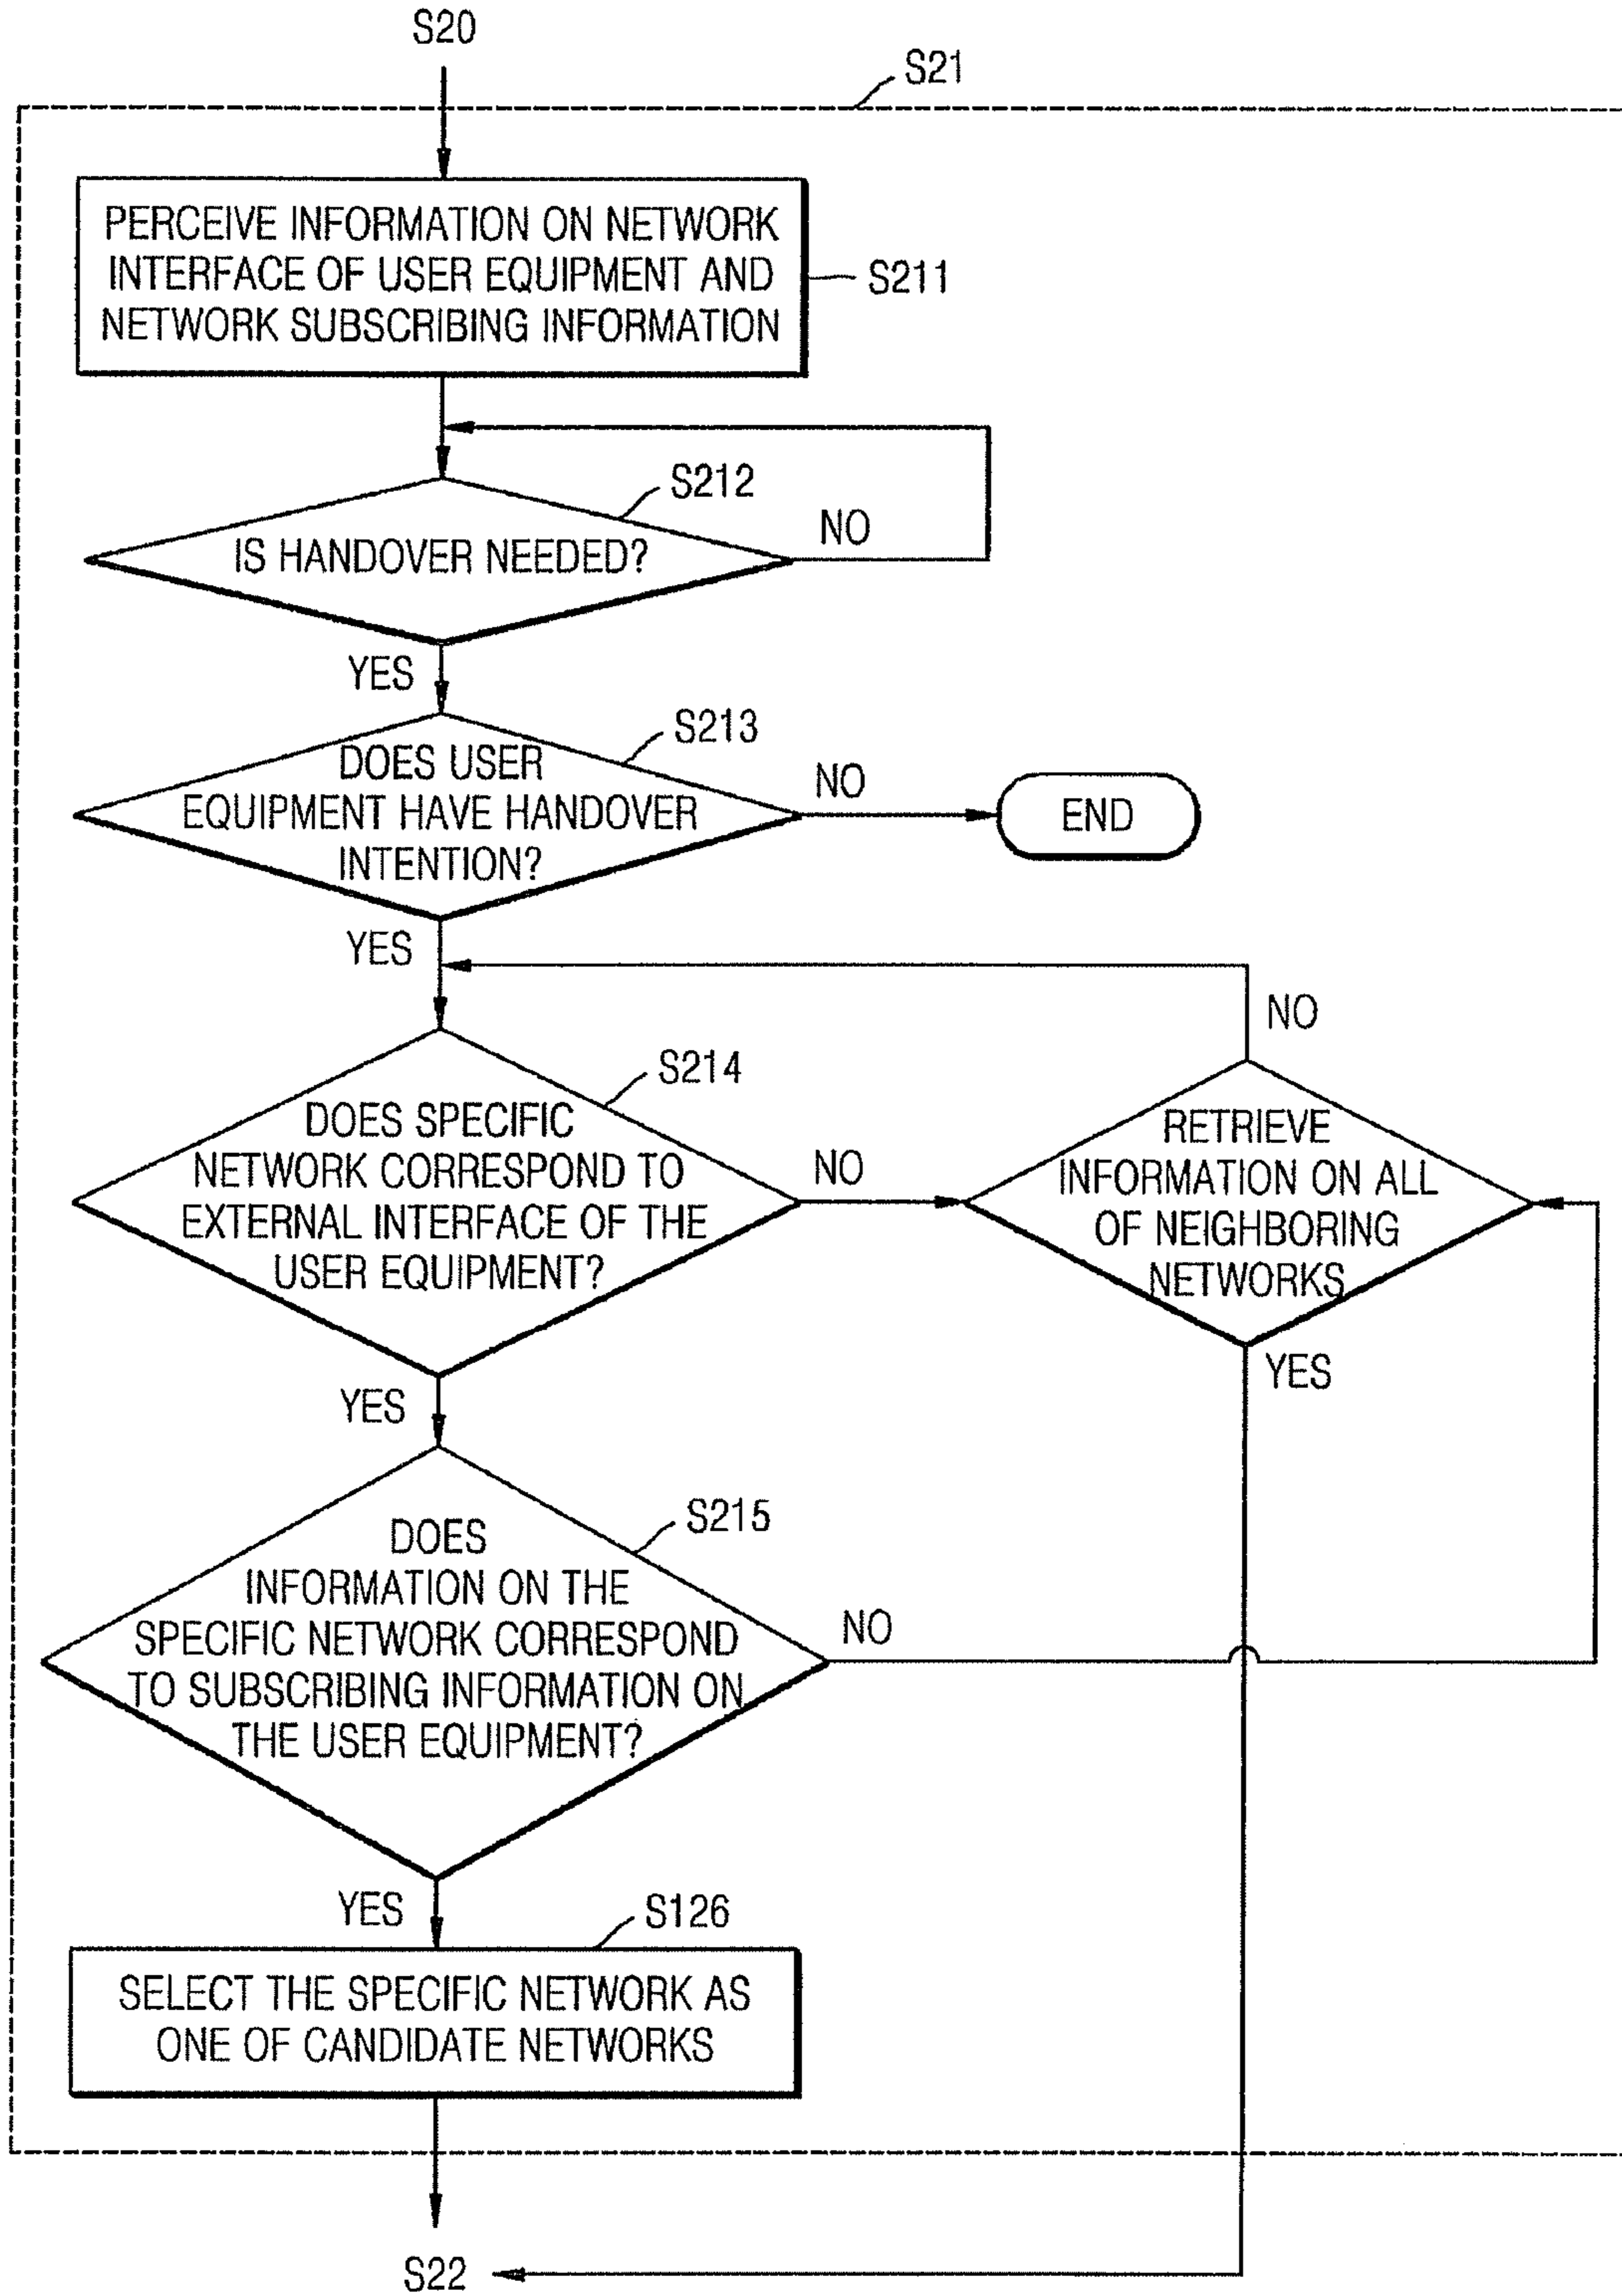 S20
S21
PERCEIVE INFORMATION ON NETWORK
INTERFACE OF USER EQUIPMENT AND
NETWORK SUBSCRIBING INFORMATION
S211
S212
IS HANDOVER NEEDED?
NO
YES
S213
DOES USER
EQUIPMENT HAVE HANDOVER
INTENTION?
NO
END
YES
S214
DOES SPECIFIC
NETWORK CORRESPOND TO
EXTERNAL INTERFACE OF THE
USER EQUIPMENT?
NO
NO
RETRIEVE
INFORMATION ON ALL
OF NEIGHBORING
NETWORKS
YES
YES
S215
DOES
INFORMATION ON THE
SPECIFIC NETWORK CORRESPOND
TO SUBSCRIBING INFORMATION ON
THE USER EQUIPMENT?
NO
YES
S126
SELECT THE SPECIFIC NETWORK AS
ONE OF CANDIDATE NETWORKS
S22